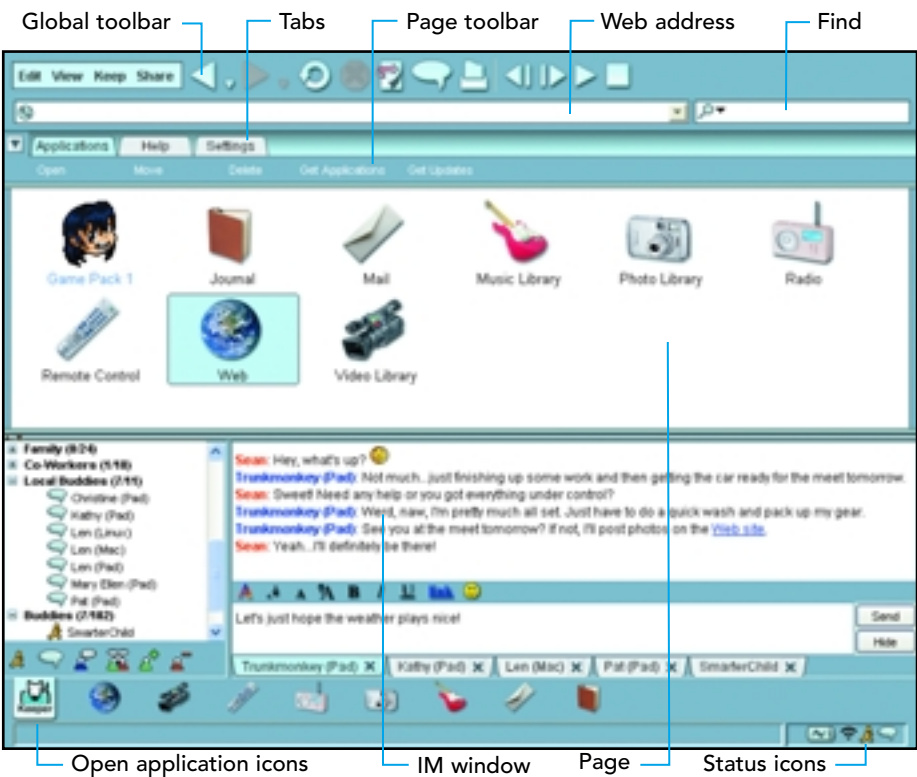 Global toolbar Tabs Page toolbar Web address Find
Edit View Keep Share
Applications Help Settings
Open Move Delete Get Applications Get Updates
Game Pack 1 Journal Mail Music Library Photo Library Radio
Remote Control Web Video Library
Family (8/24)
Co-Workers (1/18)
Local Buddies (7/11)
Christine (Pad)
Kathy (Pad)
Len (Linux)
Len (Mac)
Len (Pad)
Mary Ellen (Pad)
Pat (Pad)
Buddies (7/182)
SmarterChild
Sean: Hey, what's up?
Trunkmonkey (Pad): Not much...just finishing up some work and then getting the car ready for the meet tomorrow.
Sean: Sweet! Need any help or you got everything under control?
Trunkmonkey (Pad): Werd, naw, I'm pretty much all set. Just have to do a quick wash and pack up my gear.
Trunkmonkey (Pad): See you at the meet tomorrow? If not, I'll post photos on the Web site.
Sean: Yeah...I'll definitely be there!
A A A A B I U link
Let's just hope the weather plays nice!
Send
Hide
Trunkmonkey (Pad) X Kathy (Pad) X Len (Mac) X Pat (Pad) X SmarterChild X
Keeper
Open application icons IM window Page Status icons